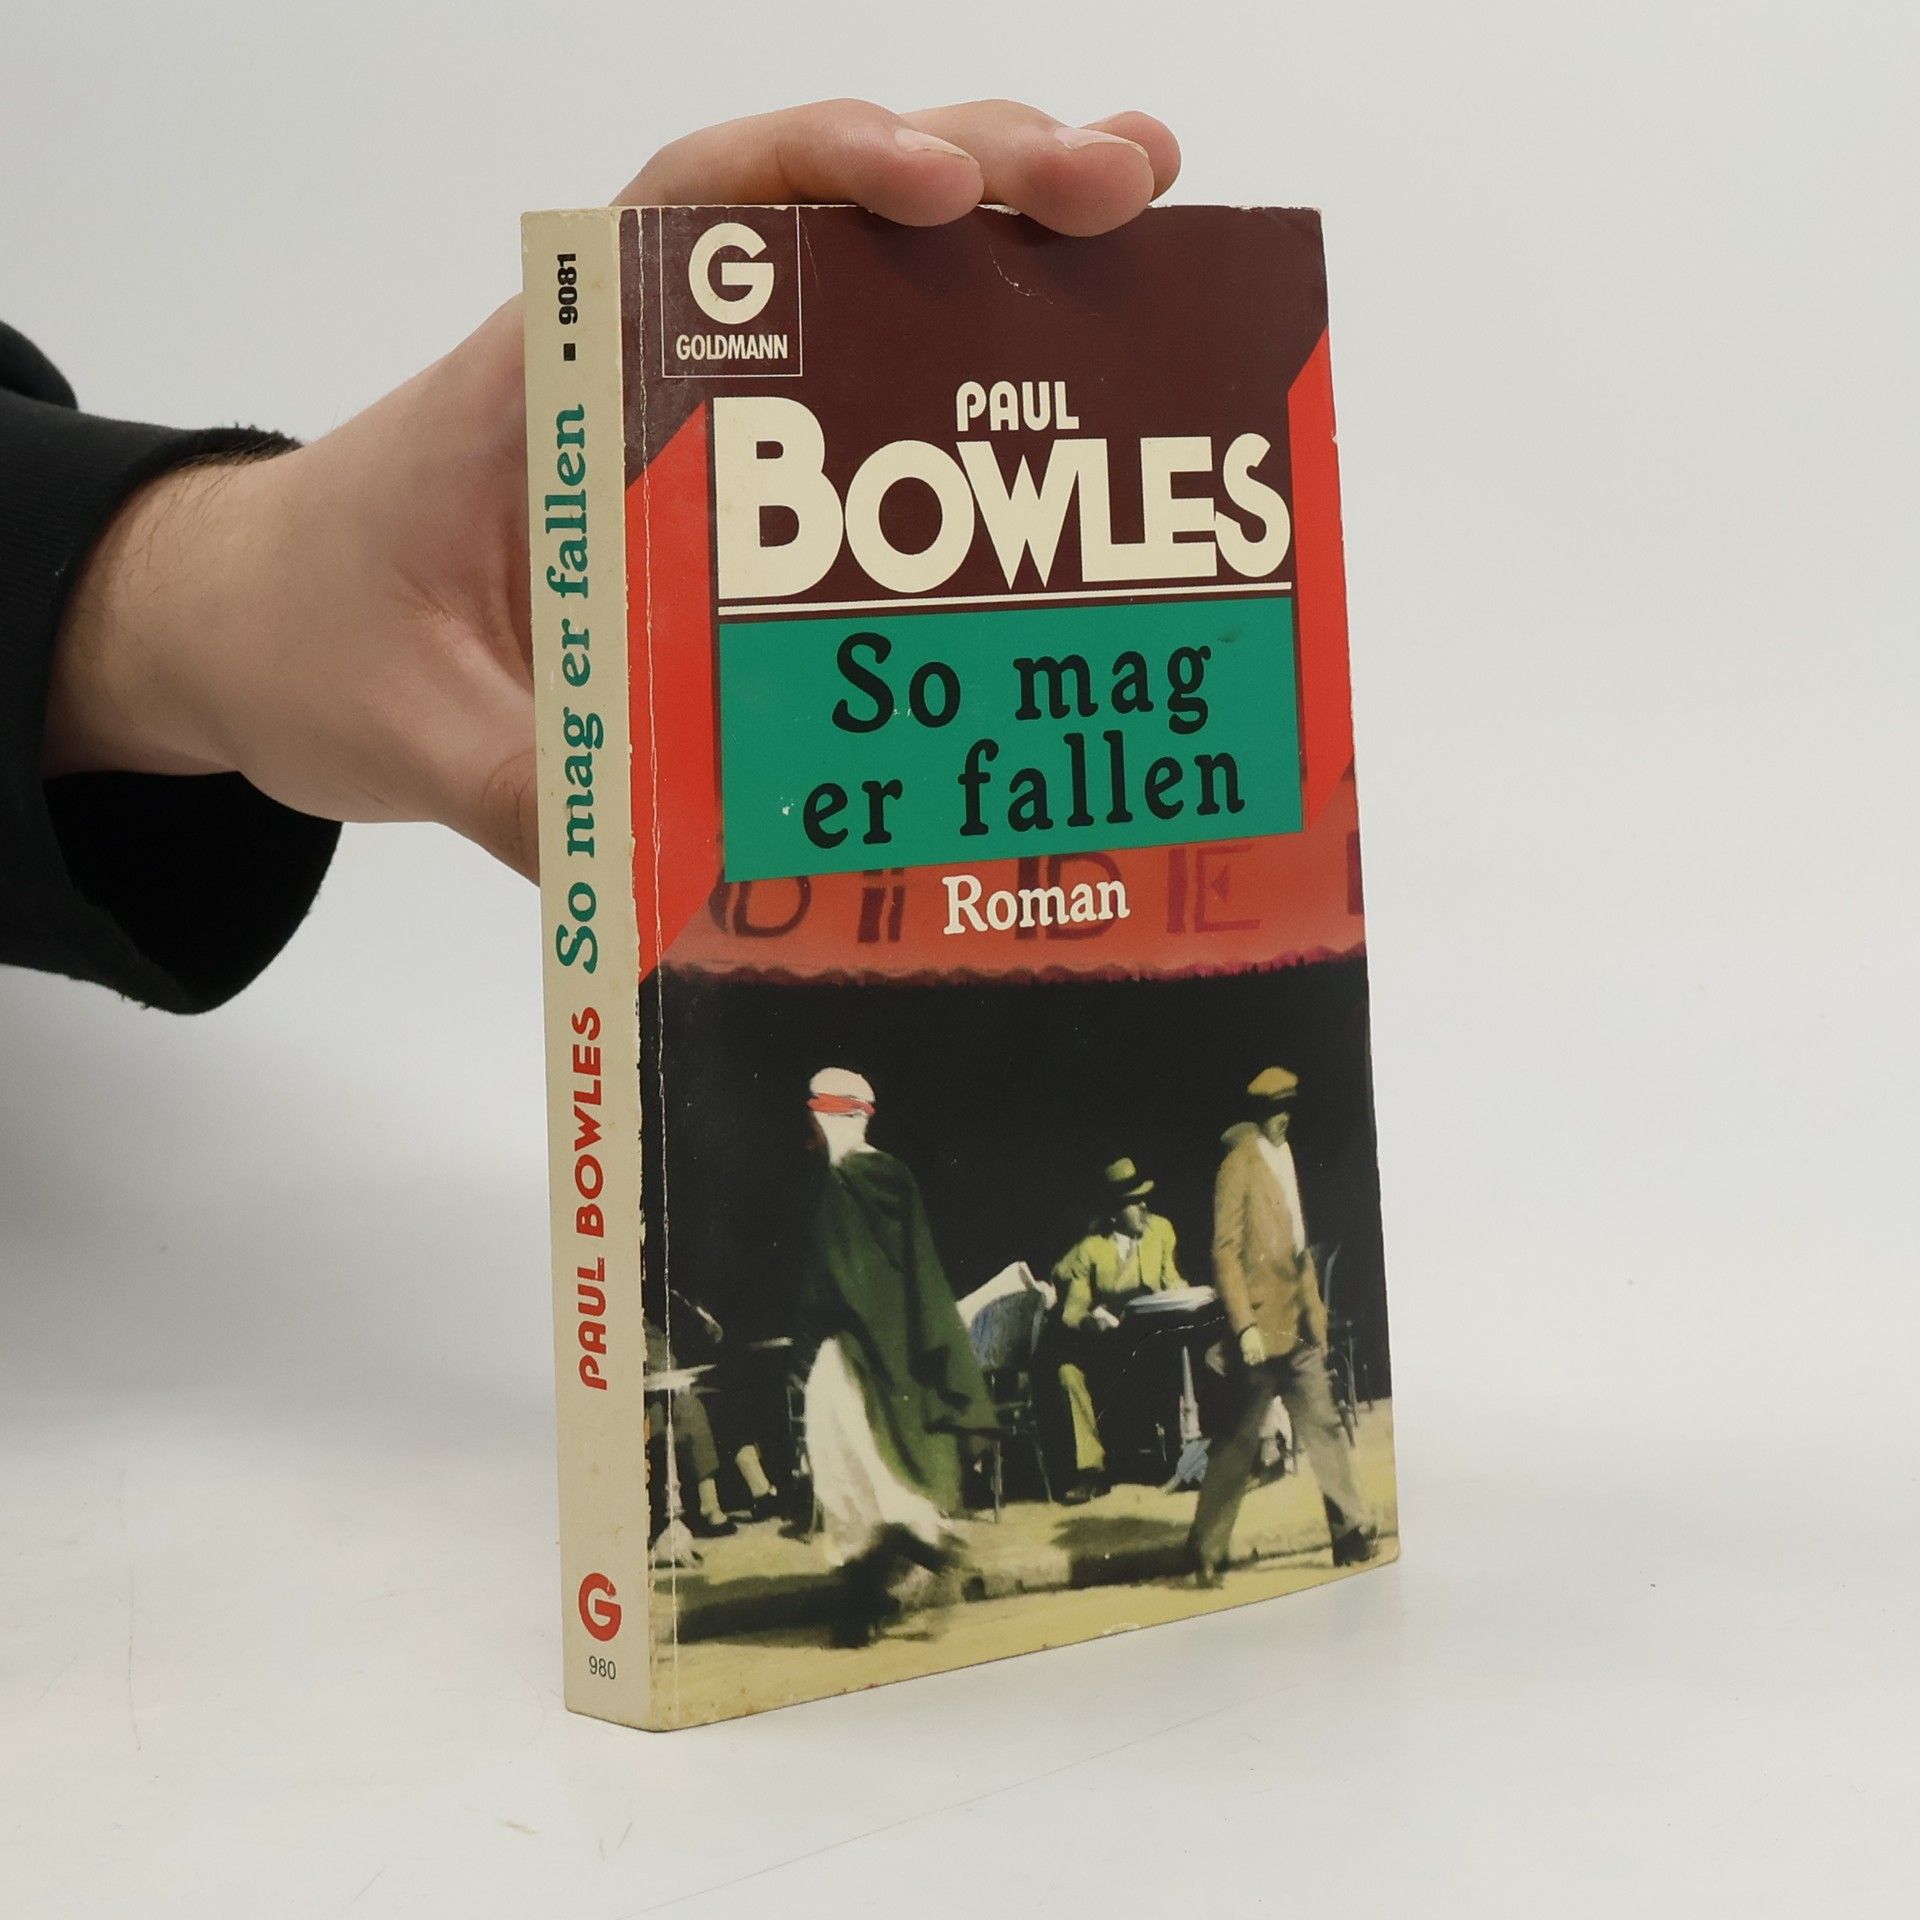 G
GOLDMANN
PAUL
BOWLES
So mag
er fallen
Roman
PAUL BOWLES So mag er fallen ▪ 9081
G
980